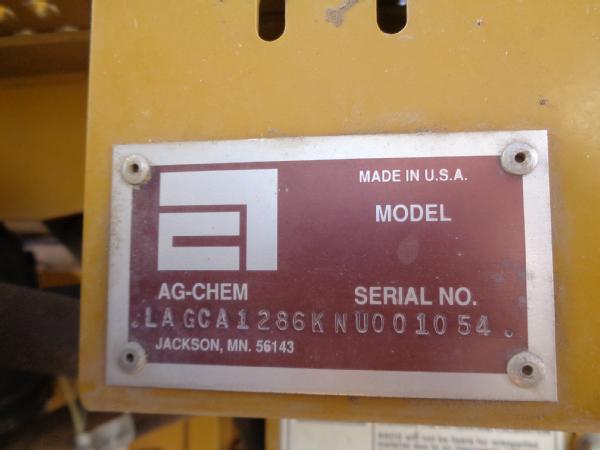 MADE IN U.S.A.
MODEL
AG-CHEM
SERIAL NO.
.LAGCA1286KNU001054.
JACKSON, MN. 56143